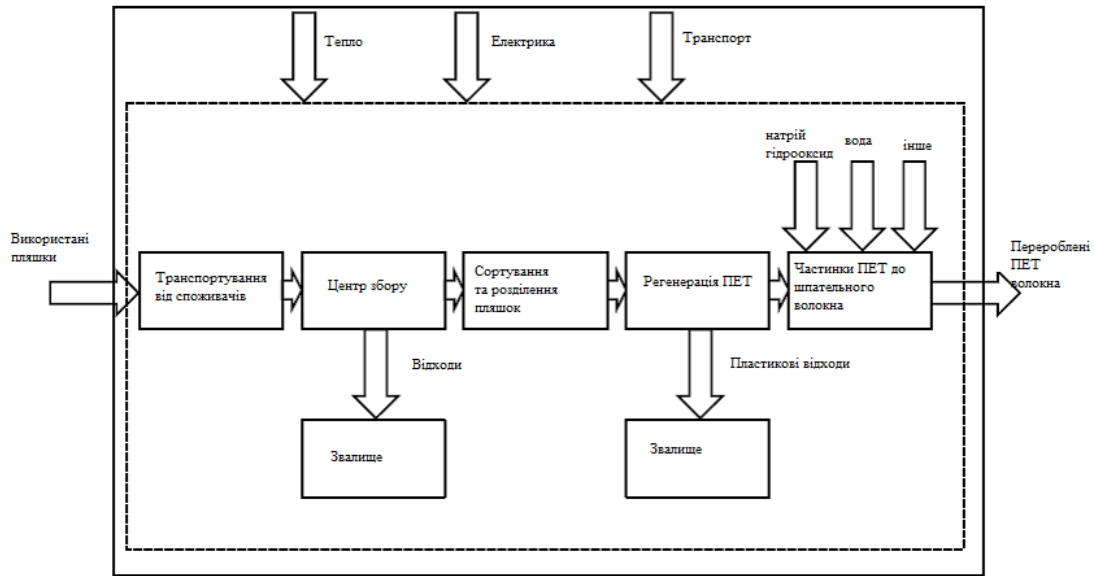 Тепло
Електрика
Транспорт
натрій
гідрооксид
вода
інше
Використані
пляшки
Транспортування
від споживачів
Центр збору
Сортування
та розділення
пляшок
Регенерація ПЕТ
Частинки ПЕТ до
шпательного
волокна
Перероблені
ПЕТ
волокна
Відходи
Пластикові відходи
Звалище
Звалище